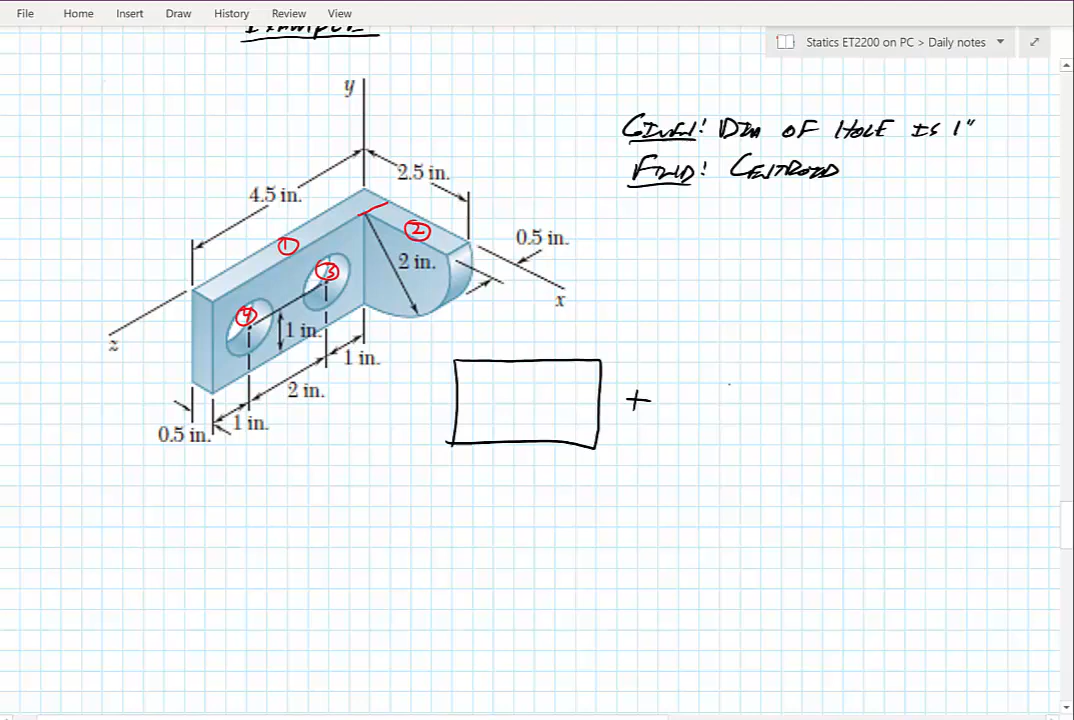 File Home Insert Draw History Review View
EXAMPLE
Statics ET2200 on PC > Daily notes
y
GIVEN! DIM OF HOLE IS 1"
FIND! CENTROID
2.5 in.
4.5 in.
2
1
0.5 in.
3
2 in.
x
4
1 in.
z
1 in.
2 in.
+
1 in.
0.5 in.